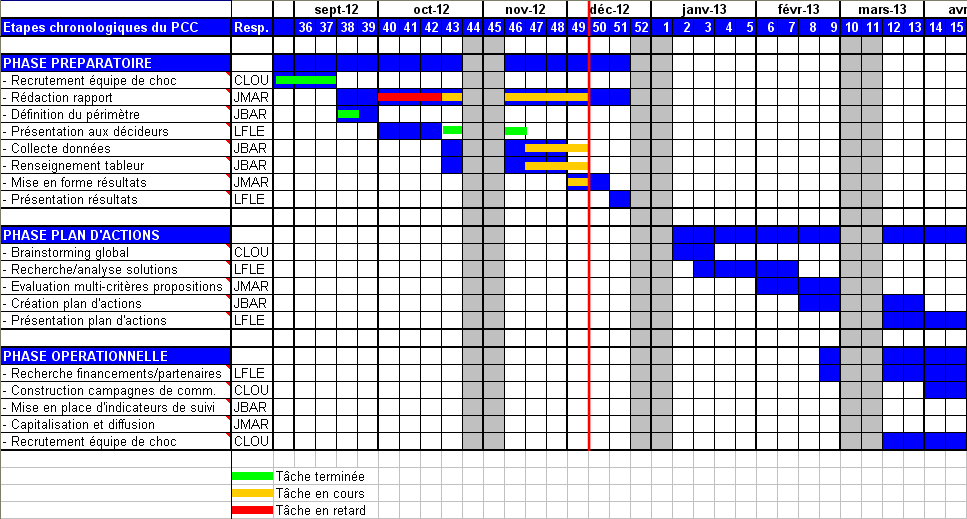 sept-12 oct-12 nov-12 déc-12 janv-13 févr-13 mars-13 avr
Etapes chronologiques du PCC Resp. 36 37 38 39 40 41 42 43 44 45 46 47 48 49 50 51 52 1 2 3 4 5 6 7 8 9 10 11 12 13 14 15
PHASE PREPARATOIRE
- Recrutement équipe de choc CLOU
- Rédaction rapport JMAR
- Définition du périmètre JBAR
- Présentation aux décideurs LFLE
- Collecte données JBAR
- Renseignement tableur JBAR
- Mise en forme résultats JMAR
- Présentation résultats LFLE
PHASE PLAN D'ACTIONS
- Brainstorming global CLOU
- Recherche/analyse solutions LFLE
- Evaluation multi-critères propositions JMAR
- Création plan d'actions JBAR
- Présentation plan d'actions LFLE
PHASE OPERATIONNELLE
- Recherche financements/partenaires LFLE
- Construction campagnes de comm. CLOU
- Mise en place d'indicateurs de suivi JBAR
- Capitalisation et diffusion JMAR
- Recrutement équipe de choc CLOU
Tâche terminée
Tâche en cours
Tâche en retard